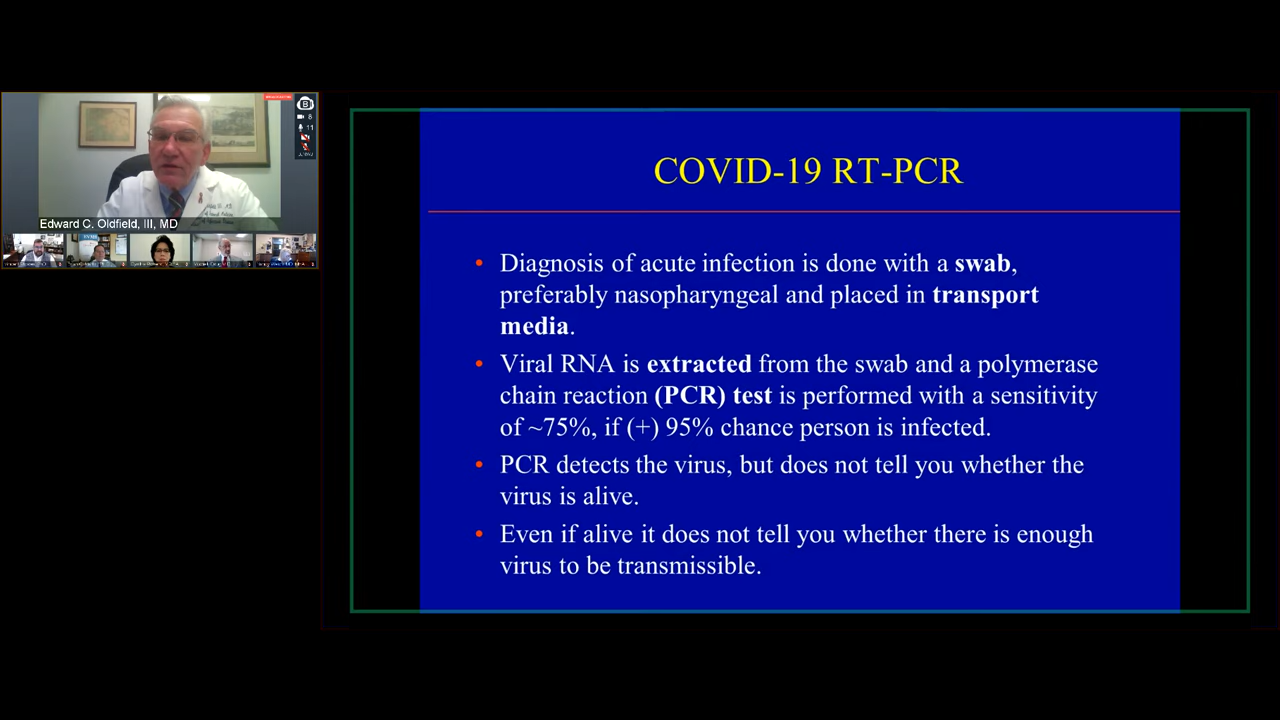 Edward C. Oldfield, III, MD
8
11
COVID-19 RT-PCR
• Diagnosis of acute infection is done with a swab,
preferably nasopharyngeal and placed in transport
media.
• Viral RNA is extracted from the swab and a polymerase
chain reaction (PCR) test is performed with a sensitivity
of ~75%, if (+) 95% chance person is infected.
• PCR detects the virus, but does not tell you whether the
virus is alive.
• Even if alive it does not tell you whether there is enough
virus to be transmissible.